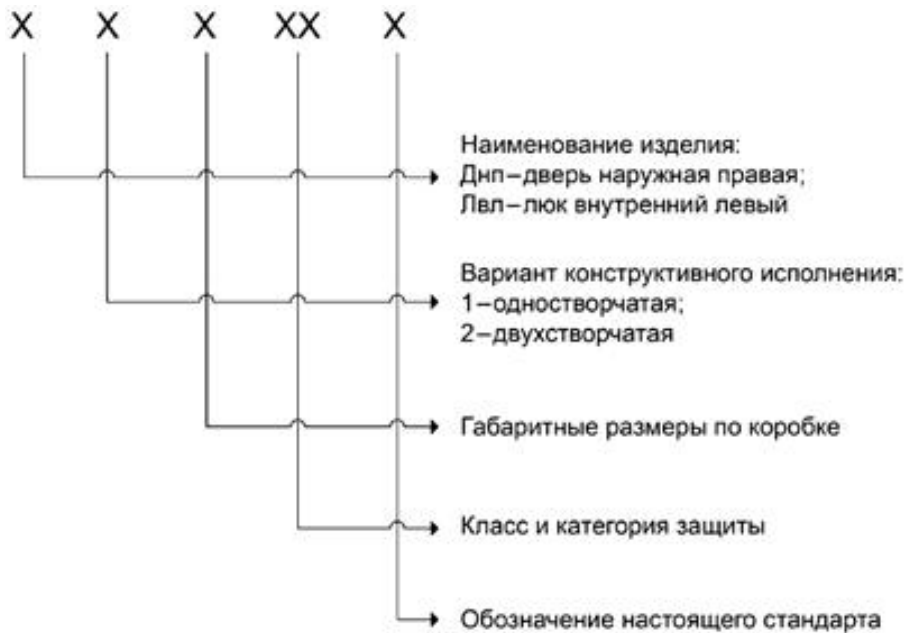 X X X XX X
Наименование изделия:
Днп–дверь наружная правая;
Лвл–люк внутренний левый
Вариант конструктивного исполнения:
1–одностворчатая;
2–двухстворчатая
Габаритные размеры по коробке
Класс и категория защиты
Обозначение настоящего стандарта